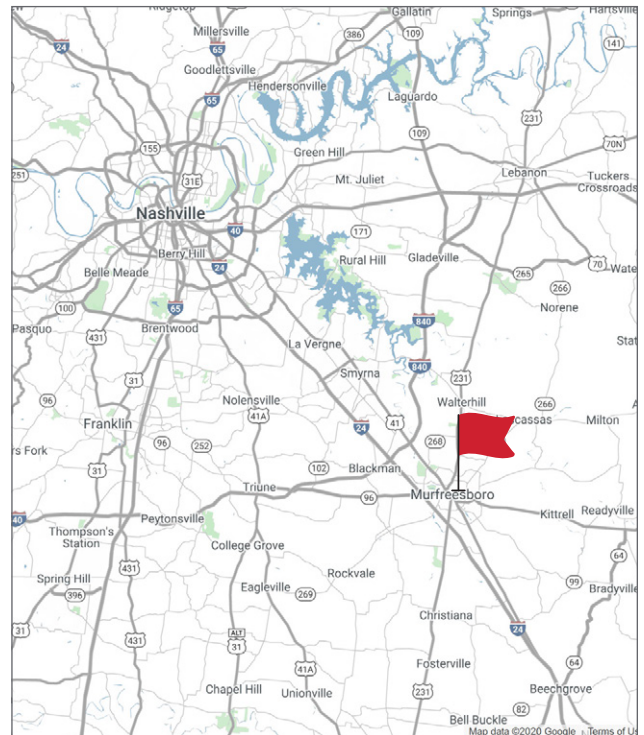 Millersville
Gallatin
Springs
Hartsville
24
65
386
109
141
Goodlettsville
Hendersonville
65
Laguardo
231
155
109
70N
31E
Green Hill
Lebanon
251
Mt. Juliet
Tuckers
Crossroads
Nashville
40
171
Berry Hill
Rural Hill
Gladeville
24
Belle Meade
265
70
266
100
65
Norene
840
Pasquo
431
Brentwood
La Vergne
840
31
Smyrna
231
96
Nolensville
Walterhill
41A
24
41
266
Franklin
cassass
Milton
96
252
268
rs Fork
31
102
Blackman
Triune
96
Murfreesboro
40
Peytonsville
Kittrell
Readyville
Thompson's
Station
College Grove
64
Spring Hill
431
Rockvale
99
Eagleville
Bradyville
396
269
31
431
ALT
31
Christiana
24
41A
Fosterville
64
Chapel Hill
Unionville
231
Beechgrove
82
Bell Buckle
Map data ©2020 Google
Terms of Us